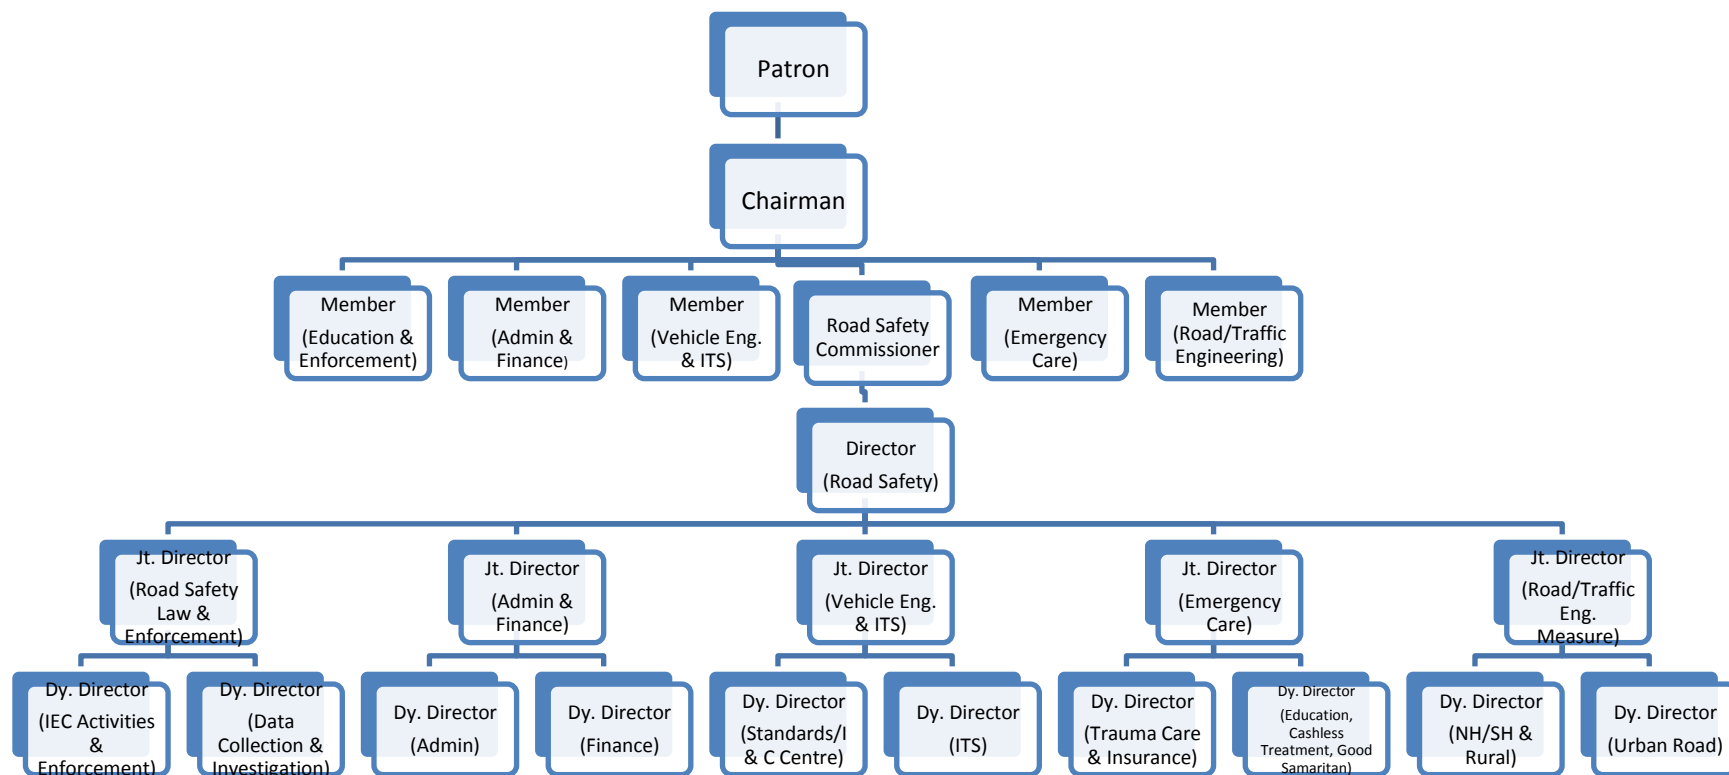 Patron
Chairman
Member
(Education &
Enforcement)
Member
(Admin &
Finance)
Member
(Vehicle Eng.
& ITS)
Road Safety
Commissioner
Member
(Emergency
Care)
Member
(Road/Traffic
Engineering)
Director
(Road Safety)
Jt. Director
(Road Safety
Law &
Enforcement)
Jt. Director
(Admin &
Finance)
Jt. Director
(Vehicle Eng.
& ITS)
Jt. Director
(Emergency
Care)
Jt. Director
(Road/Traffic
Eng.
Measure)
Dy. Director
(IEC Activities
&
Enforcement)
Dy. Director
(Data
Collection &
Investigation)
Dy. Director
(Admin)
Dy. Director
(Finance)
Dy. Director
(Standards/I
& C Centre)
Dy. Director
(ITS)
Dy. Director
(Trauma Care
& Insurance)
Dy. Director
(Education,
Cashless
Treatment, Good
Samaritan)
Dy. Director
(NH/SH &
Rural)
Dy. Director
(Urban Road)